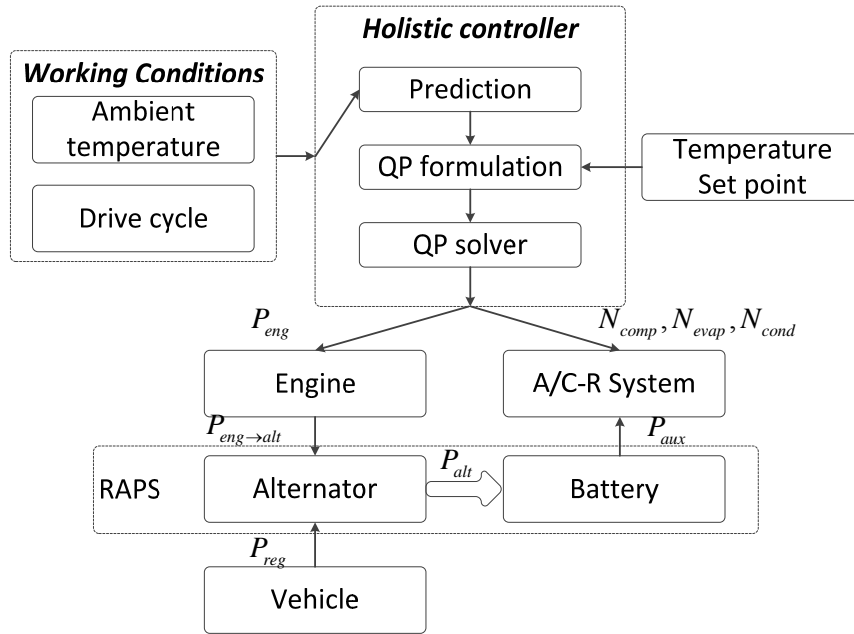 Holistic controller
Working Conditions
Ambient
temperature
Drive cycle
Prediction
QP formulation
QP solver
Temperature
Set point
P_eng
N_comp, N_evap, N_cond
Engine
A/C-R System
P_eng→alt
P_aux
RAPS
Alternator
P_alt
Battery
P_reg
Vehicle